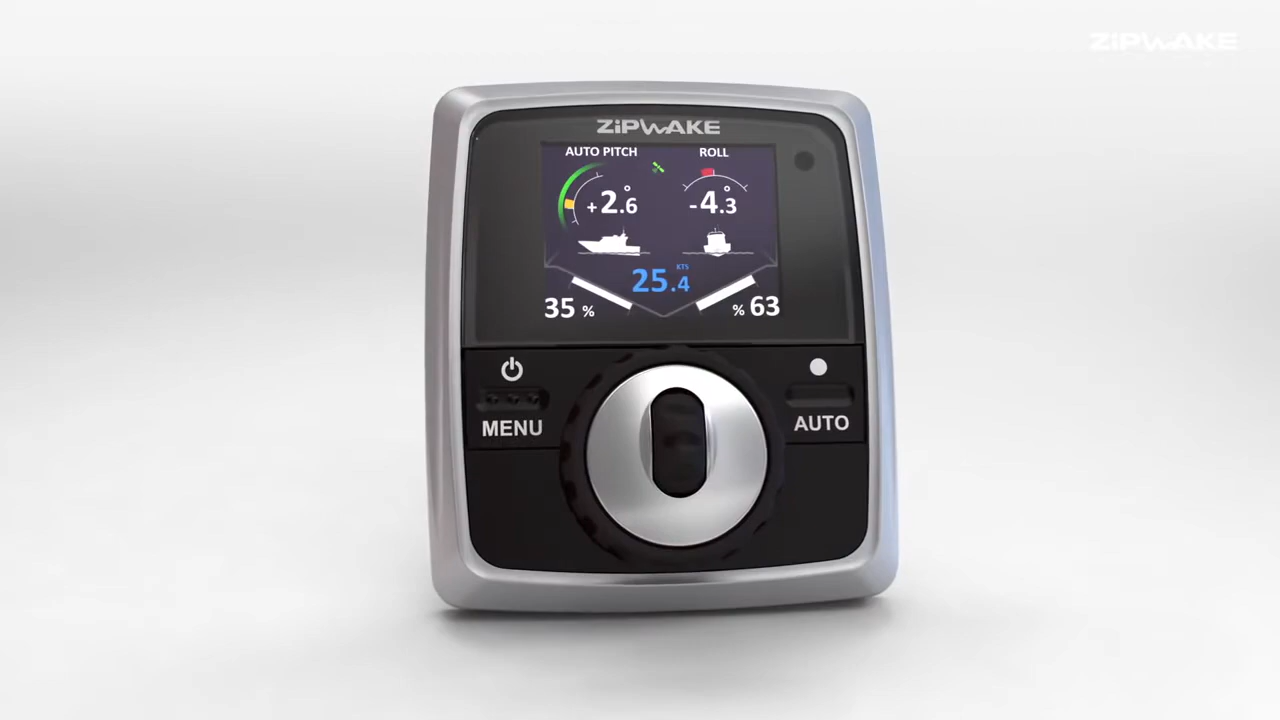 ZIPWAKE
ZIPWAKE
AUTO PITCH ROLL
+2.6° -4.3°
25.4 KTS
35 % % 63
MENU AUTO